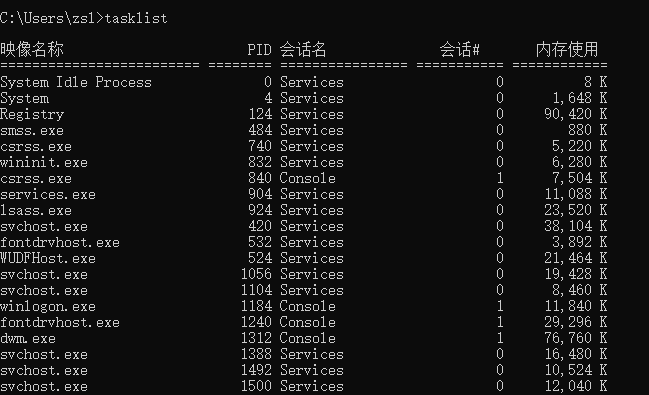 C:\Users\zsl>tasklist
映像名称                       PID 会话名              会话#       内存使用
========================= ======== ================ =========== ============
System Idle Process              0 Services                   0          8 K
System                           4 Services                   0      1,648 K
Registry                       124 Services                   0     90,420 K
smss.exe                       484 Services                   0        880 K
csrss.exe                      740 Services                   0      5,220 K
wininit.exe                    832 Services                   0      6,280 K
csrss.exe                      840 Console                    1      7,504 K
services.exe                   904 Services                   0     11,088 K
lsass.exe                      924 Services                   0     23,520 K
svchost.exe                    420 Services                   0     38,104 K
fontdrvhost.exe                532 Services                   0      3,892 K
WUDFHost.exe                   524 Services                   0     21,464 K
svchost.exe                   1056 Services                   0     19,428 K
svchost.exe                   1104 Services                   0      8,460 K
winlogon.exe                  1184 Console                    1     11,840 K
fontdrvhost.exe               1240 Console                    1     29,296 K
dwm.exe                       1312 Console                    1     76,760 K
svchost.exe                   1388 Services                   0     16,480 K
svchost.exe                   1492 Services                   0     10,524 K
svchost.exe                   1500 Services                   0     12,040 K